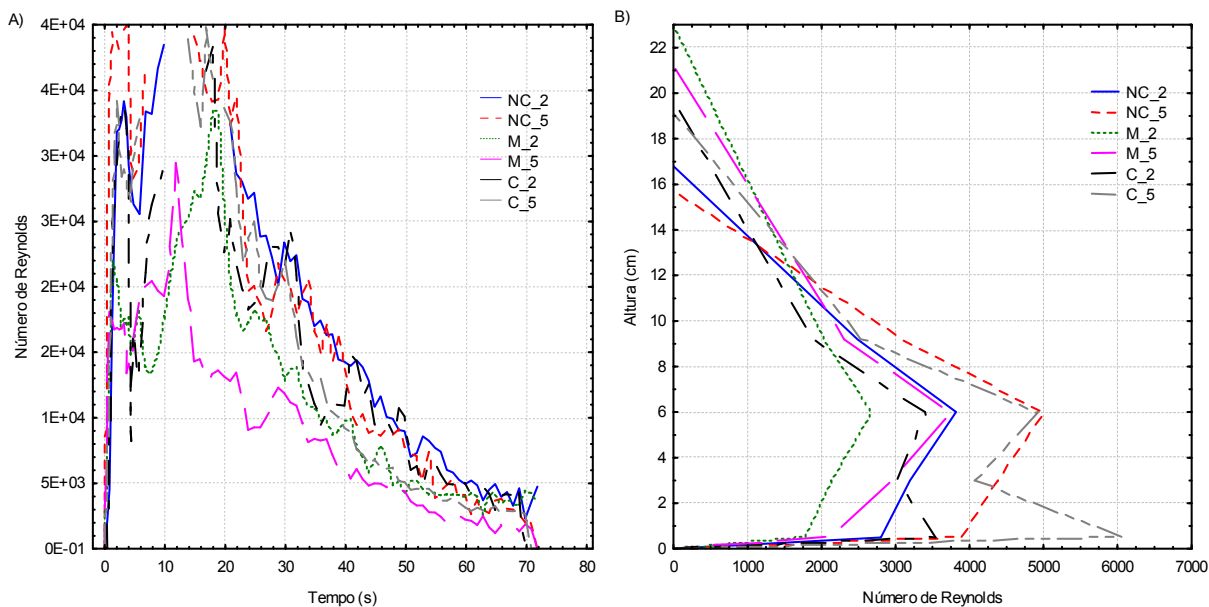 A)
Número de Reynolds
4E+04
4E+04
3E+04
3E+04
2E+04
2E+04
1E+04
5E+03
0E-01
0
10
20
30
40
50
60
70
80
Tempo (s)
NC_2
NC_5
M_2
M_5
C_2
C_5
B)
Altura (cm)
22
20
18
16
14
12
10
8
6
4
2
0
0
1000
2000
3000
4000
5000
6000
7000
Número de Reynolds
NC_2
NC_5
M_2
M_5
C_2
C_5